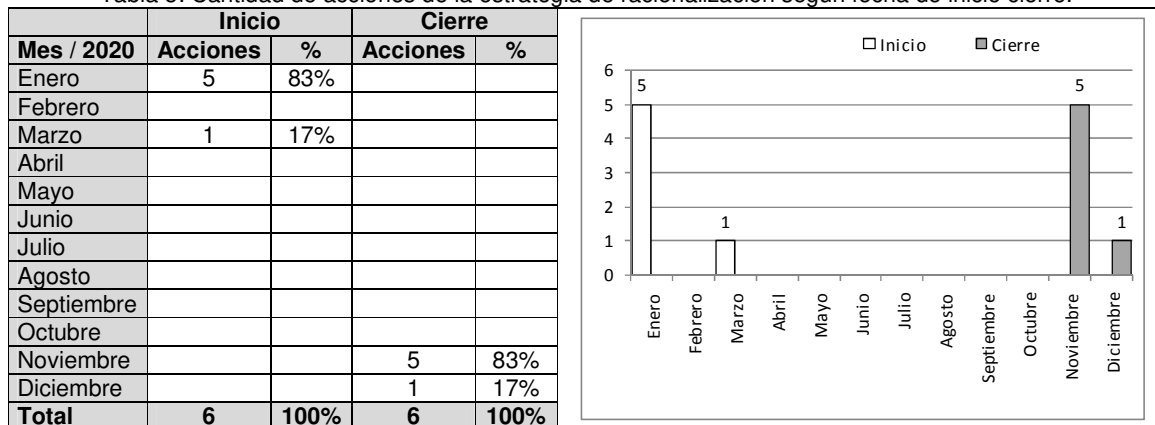 Tabla 3. Cantidad de acciones de la estrategia de racionalización según fecha de inicio cierre.
Inicio Cierre
Mes / 2020 Acciones % Acciones %
Enero 5 83%
Febrero
Marzo 1 17%
Abril
Mayo
Junio
Julio
Agosto
Septiembre
Octubre
Noviembre 5 83%
Diciembre 1 17%
Total 6 100% 6 100%
Inicio Cierre
6
5
4
3
2
1
0
5
1
5
1
Enero
Febrero
Marzo
Abril
Mayo
Junio
Julio
Agosto
Septiembre
Octubre
Noviembre
Diciembre